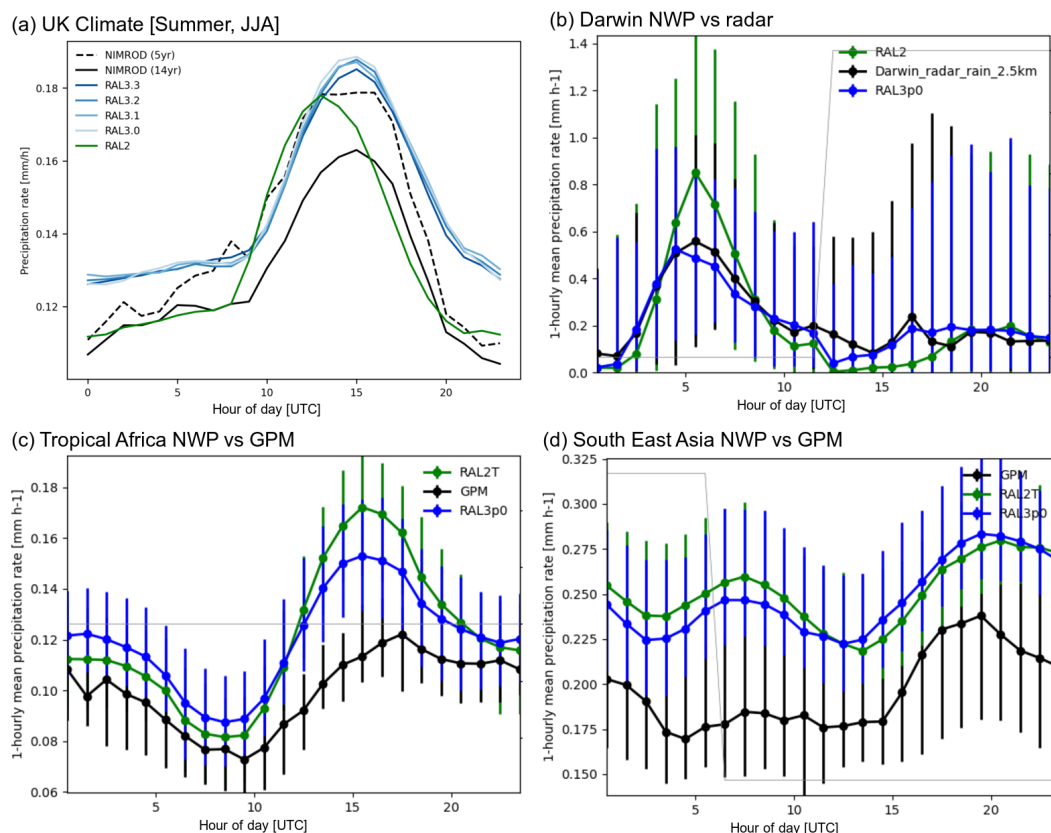 (a) UK Climate [Summer, JJA]
NIMROD (5yr)
NIMROD (14yr)
RAL3.3
RAL3.2
RAL3.1
RAL3.0
RAL2
Precipitation rate [mm/h]
0.18
0.16
0.14
0.12
0 5 10 15 20
Hour of day [UTC]
(b) Darwin NWP vs radar
RAL2
Darwin_radar_rain_2.5km
RAL3p0
1-hourly mean precipitation rate [mm h-1]
1.4
1.2
1.0
0.8
0.6
0.4
0.2
0.0
5 10 15 20
Hour of day [UTC]
(c) Tropical Africa NWP vs GPM
RAL2T
GPM
RAL3p0
1-hourly mean precipitation rate [mm h-1]
0.18
0.16
0.14
0.12
0.10
0.08
0.06
5 10 15 20
Hour of day [UTC]
(d) South East Asia NWP vs GPM
GPM
RAL2T
RAL3p0
1-hourly mean precipitation rate [mm h-1]
0.325
0.300
0.275
0.250
0.225
0.200
0.175
0.150
5 10 15 20
Hour of day [UTC]